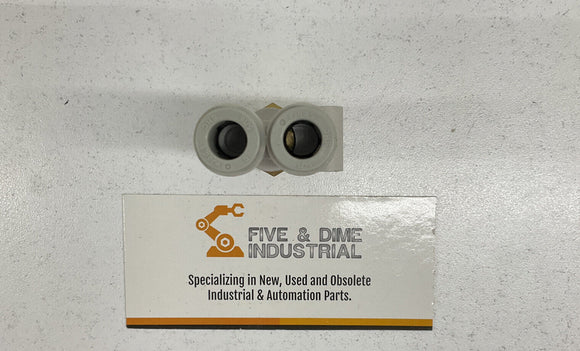 FIVE & DIME
INDUSTRIAL
Specializing in New, Used and Obsolete
Industrial & Automation Parts.